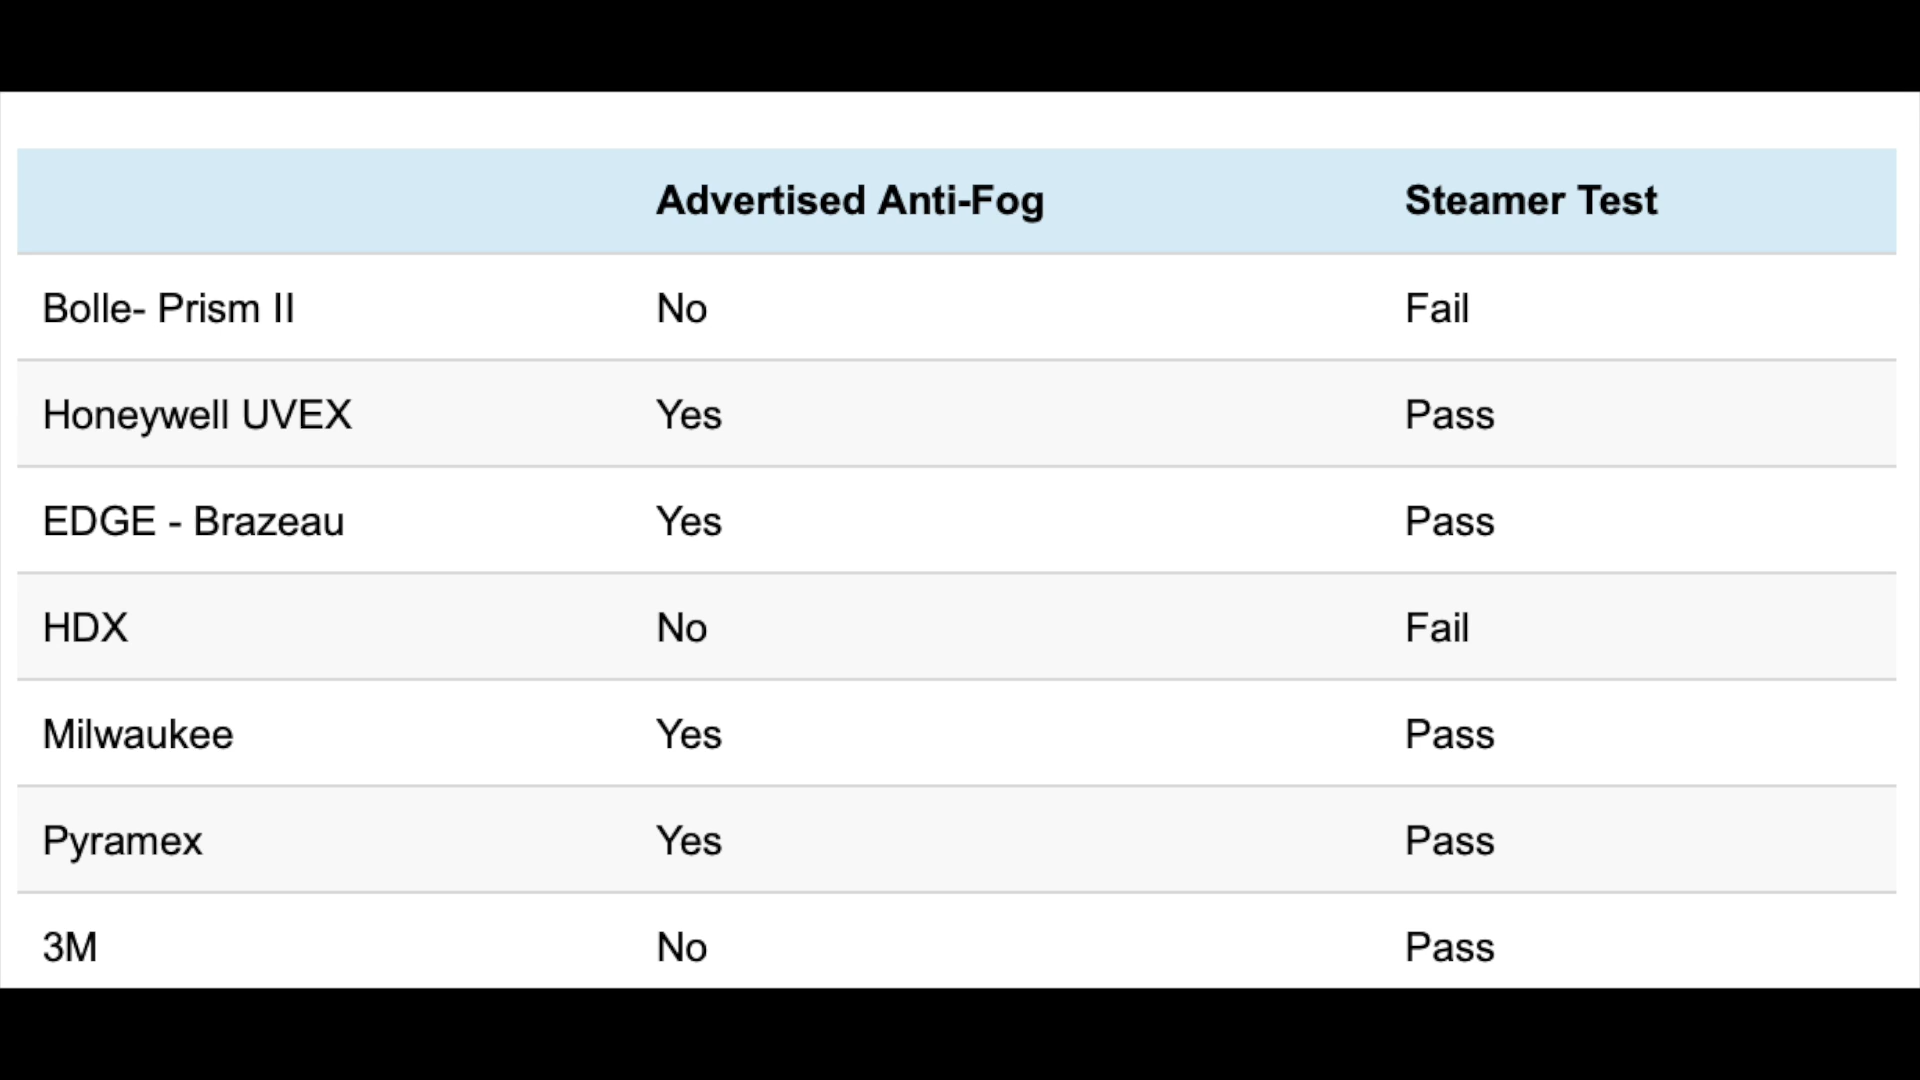 Advertised Anti-Fog Steamer Test
Bolle- Prism II No Fail
Honeywell UVEX Yes Pass
EDGE - Brazeau Yes Pass
HDX No Fail
Milwaukee Yes Pass
Pyramex Yes Pass
3M No Pass